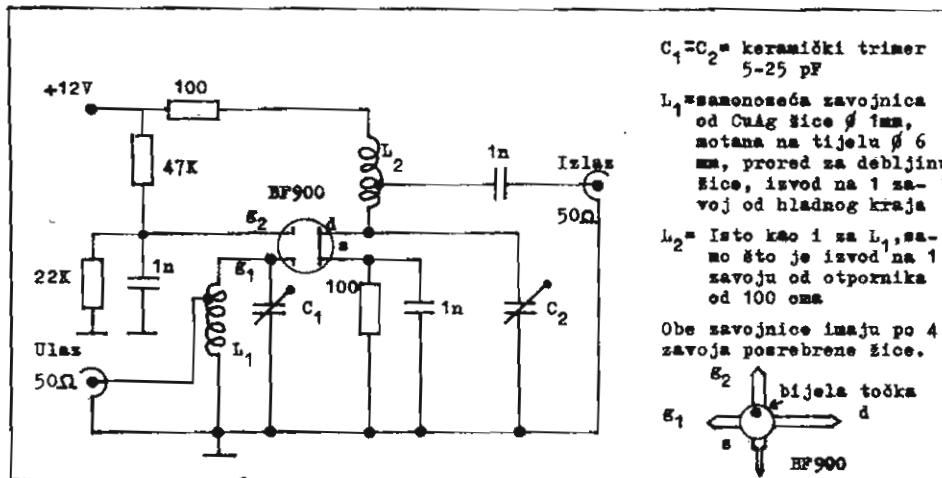 +12V
100
47K
L2
1n
Izlaz
50Ω
BF900
g2
d
s
g1
22K
1n
100
1n
C1
C2
L1
Ulaz
50Ω
C1=C2= keramički trimer
5-25 pF
L1=samonoseća zavojnica
od CuAg žice ø 1mm,
motana na tijelu ø 6
mm, prored za debljinu
žice, izvod na 1 za-
voj od hladnog kraja
L2= Isto kao i za L1,sa-
mo što je izvod na 1
zavoju od otpornika
od 100 oma
Obe zavojnice imaju po 4
zavoja posrebrene žice.
g2
bijela točka
g1
d
s
BF900